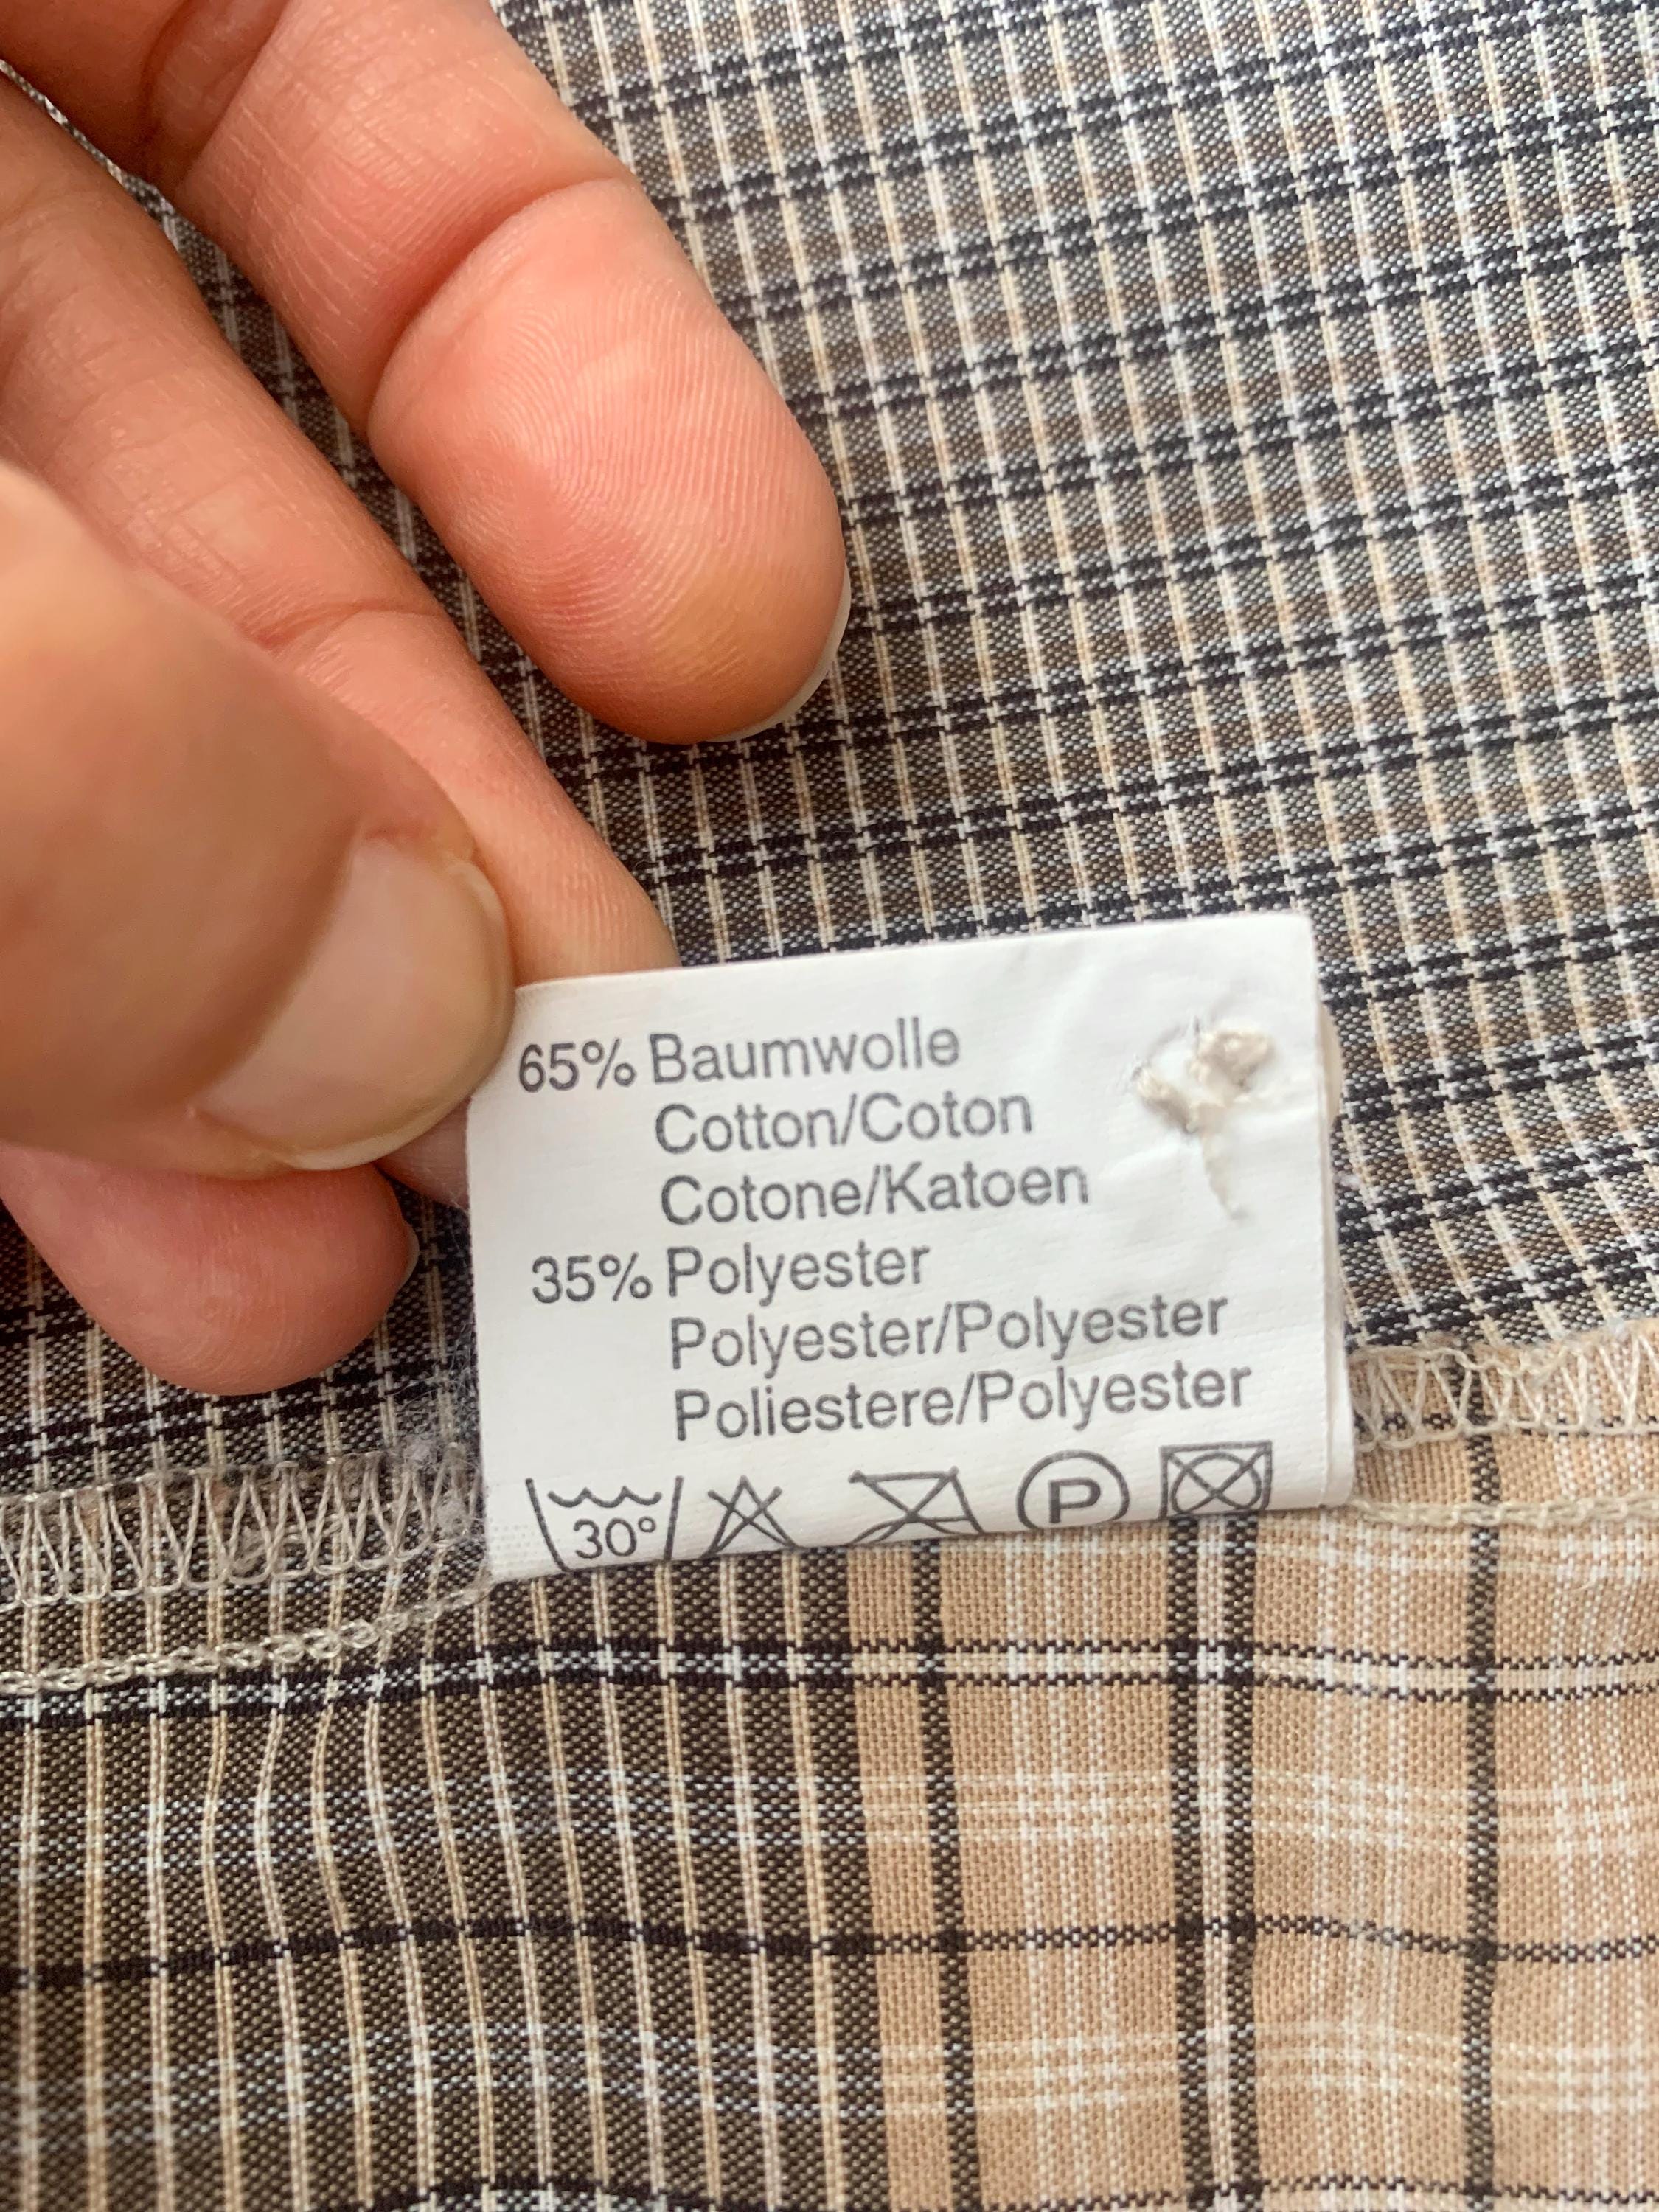 65% Baumwolle
Cotton/Coton
Cotone/Katoen
35% Polyester
Polyester/Polyester
Poliestere/Polyester
30° P